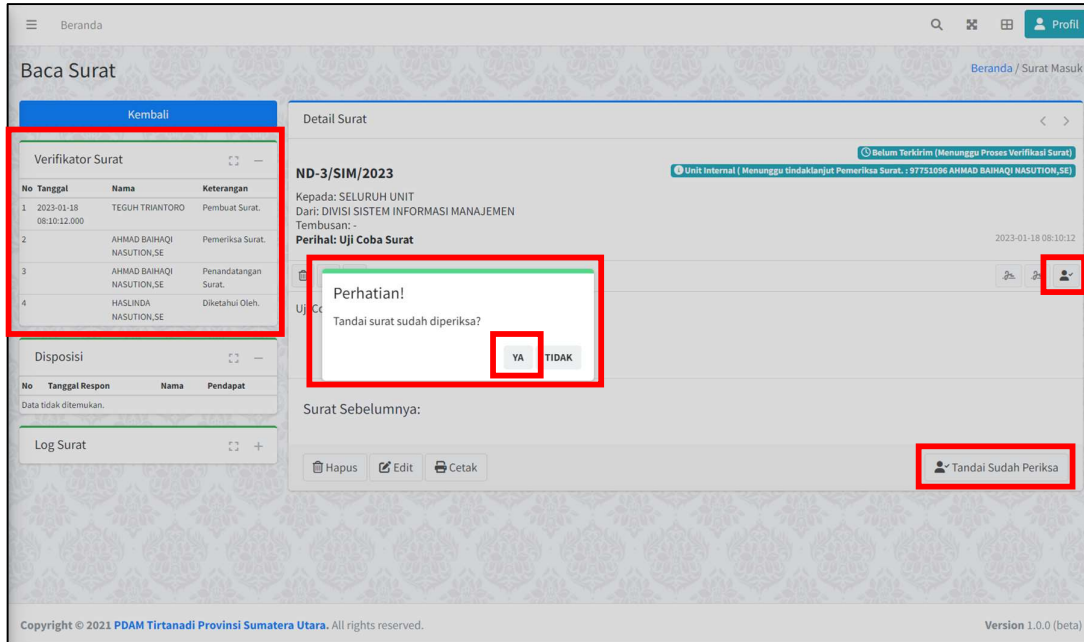 Beranda
Profil
Baca Surat
Beranda / Surat Masuk
Kembali
Verifikator Surat
No Tanggal Nama Keterangan
1 2023-01-18 08:10:12.000 TEGUH TRIANTORO Pembuat Surat.
2 AHMAD BAIHAQI NASUTION,SE Pemeriksa Surat.
3 AHMAD BAIHAQI NASUTION,SE Penandatangan Surat.
4 HASLINDA NASUTION,SE Diketahui Oleh.
Disposisi
No Tanggal Respon Nama Pendapat
Data tidak ditemukan.
Log Surat
Detail Surat
Belum Terkirim (Menunggu Proses Verifikasi Surat)
Unit Internal ( Menunggu tindaklanjut Pemeriksa Surat. : 97751096 AHMAD BAIHAQI NASUTION,SE)
ND-3/SIM/2023
Kepada: SELURUH UNIT
Dari: DIVISI SISTEM INFORMASI MANAJEMEN
Tembusan: -
Perihal: Uji Coba Surat
2023-01-18 08:10:12
Perhatian!
Tandai surat sudah diperiksa?
YA TIDAK
Surat Sebelumnya:
Hapus Edit Cetak
Tandai Sudah Periksa
Copyright © 2021 PDAM Tirtanadi Provinsi Sumatera Utara. All rights reserved.
Version 1.0.0 (beta)